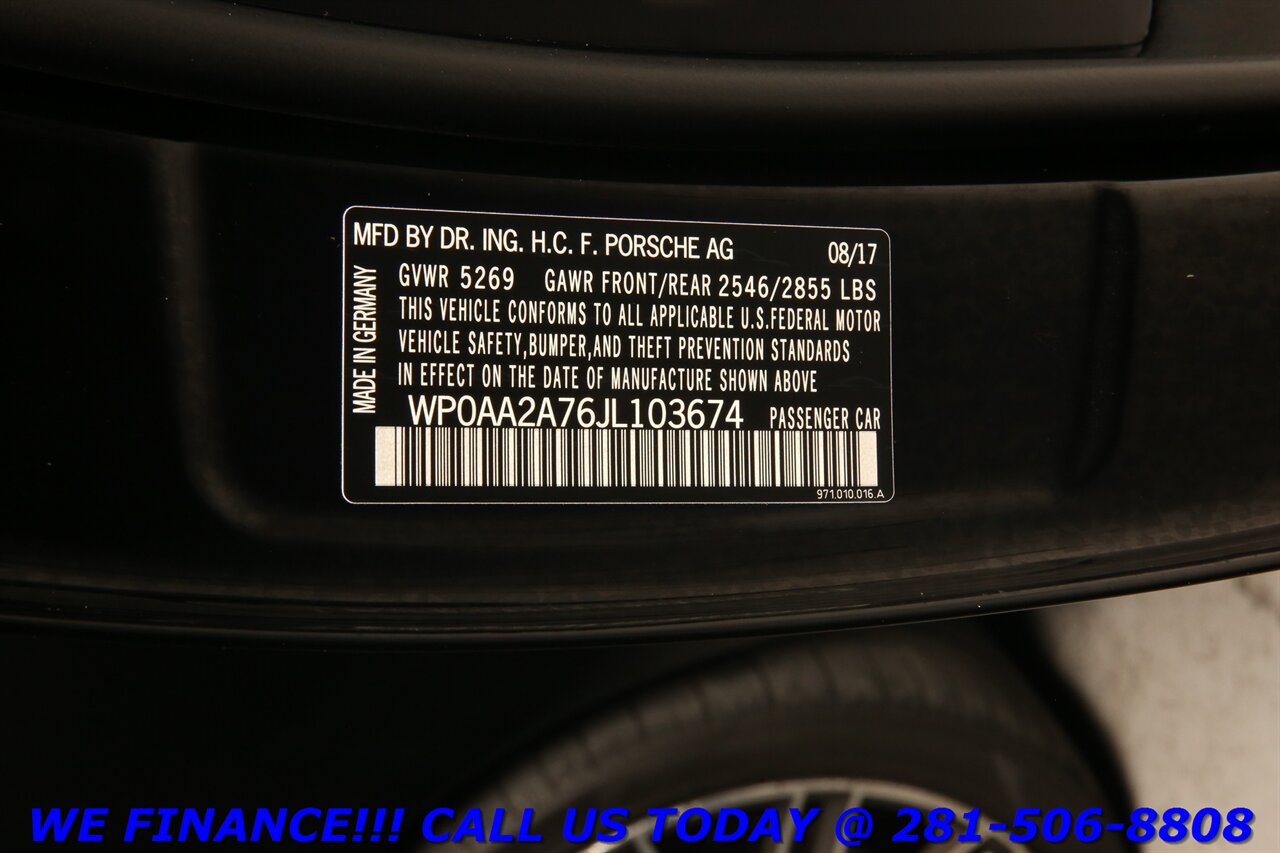 MFD BY DR. ING. H.C. F. PORSCHE AG 08/17
MADE IN GERMANY
GVWR 5269 GAWR FRONT/REAR 2546/2855 LBS
THIS VEHICLE CONFORMS TO ALL APPLICABLE U.S.FEDERAL MOTOR
VEHICLE SAFETY,BUMPER,AND THEFT PREVENTION STANDARDS
IN EFFECT ON THE DATE OF MANUFACTURE SHOWN ABOVE
WP0AA2A76JL103674 PASSENGER CAR
971.010.016.A
WE FINANCE!!! CALL US TODAY @ 281-506-8808